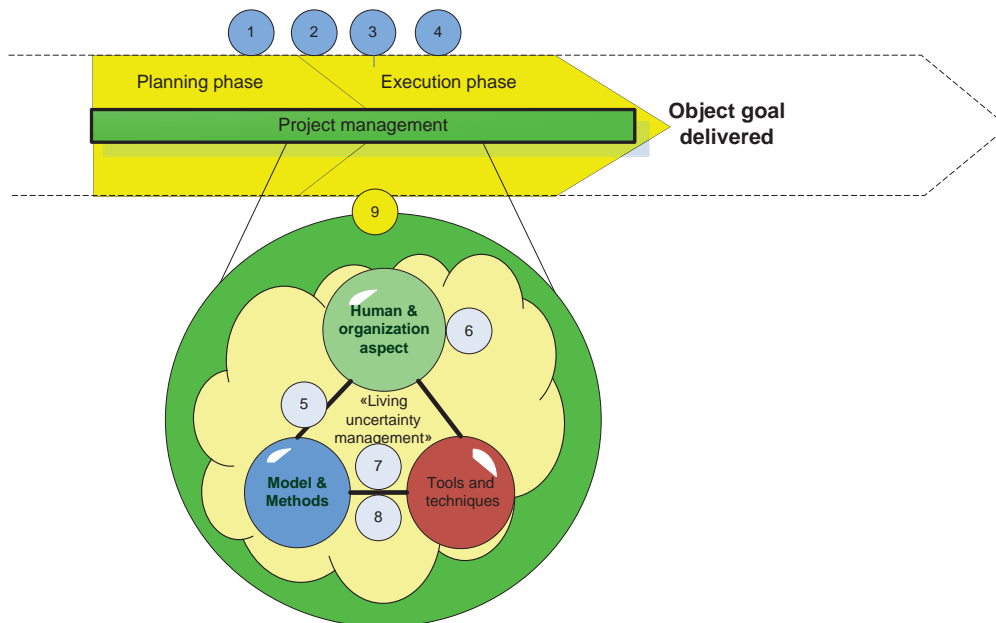 1
2
3
4
Planning phase
Execution phase
Project management
Object goal
delivered
9
Human &
organization
aspect
6
5
«Living
uncertainty
management»
7
Model &
Methods
Tools and
techniques
8